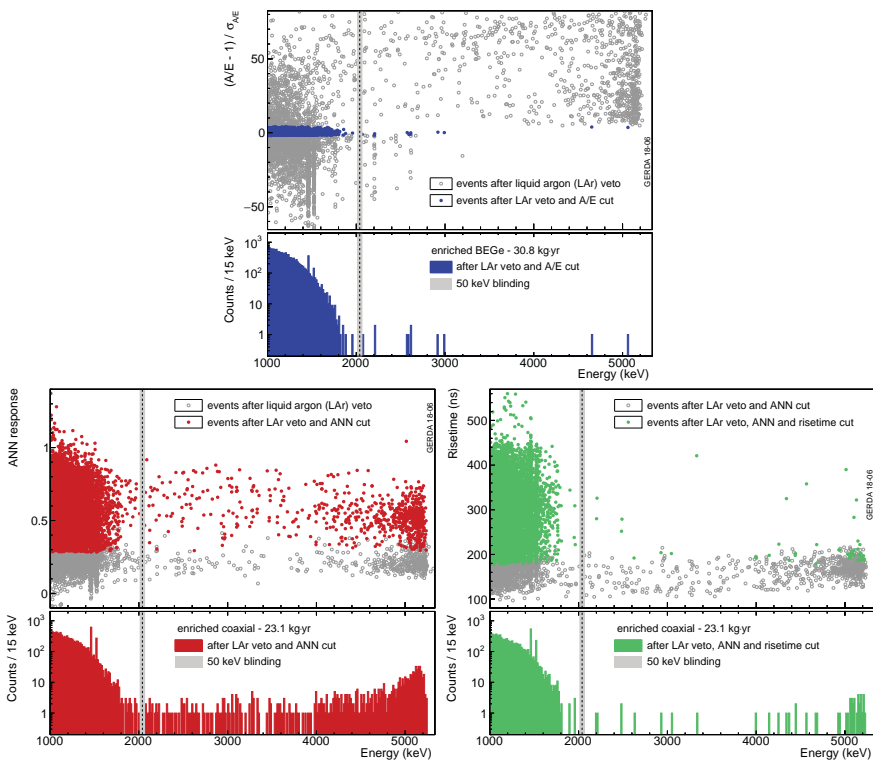 (A/E - 1) / σA/E
50
0
−50
events after liquid argon (LAr) veto
events after LAr veto and A/E cut
GERDA 18-06
Counts / 15 keV
10³
10²
10
1
enriched BEGe - 30.8 kg·yr
after LAr veto and A/E cut
50 keV blinding
1000 2000 3000 4000 5000
Energy (keV)
ANN response
1
0.5
0
events after liquid argon (LAr) veto
events after LAr veto and ANN cut
GERDA 18-06
Counts / 15 keV
10³
10²
10
1
enriched coaxial - 23.1 kg·yr
after LAr veto and ANN cut
50 keV blinding
1000 2000 3000 4000 5000
Energy (keV)
Risetime (ns)
500
400
300
200
100
events after LAr veto and ANN cut
events after LAr veto, ANN and risetime cut
GERDA 18-06
Counts / 15 keV
10³
10²
10
1
enriched coaxial - 23.1 kg·yr
after LAr veto, ANN and risetime cut
50 keV blinding
1000 2000 3000 4000 5000
Energy (keV)